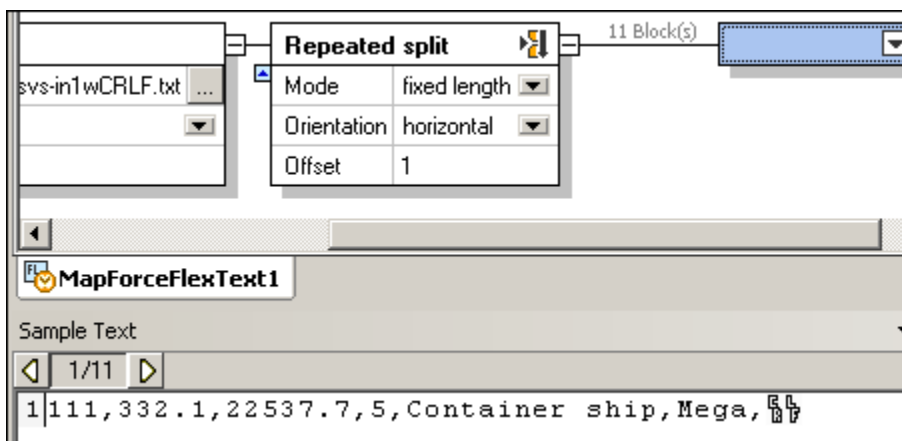 Repeated split
11 Block(s)
svs-in1wCRLF.txt ...
Mode fixed length
Orientation horizontal
Offset 1
MapForceFlexText1
Sample Text
1/11
1 111,332.1,22537.7,5,Container ship,Mega,